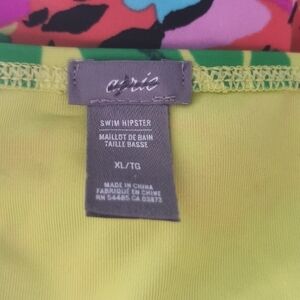 aerie
SWIM HIPSTER
MAILLOT DE BAIN
TAILLE BASSE
XL/TG
MADE IN CHINA
FABRIQUÉ EN CHINE
RN 54485 CA 03873